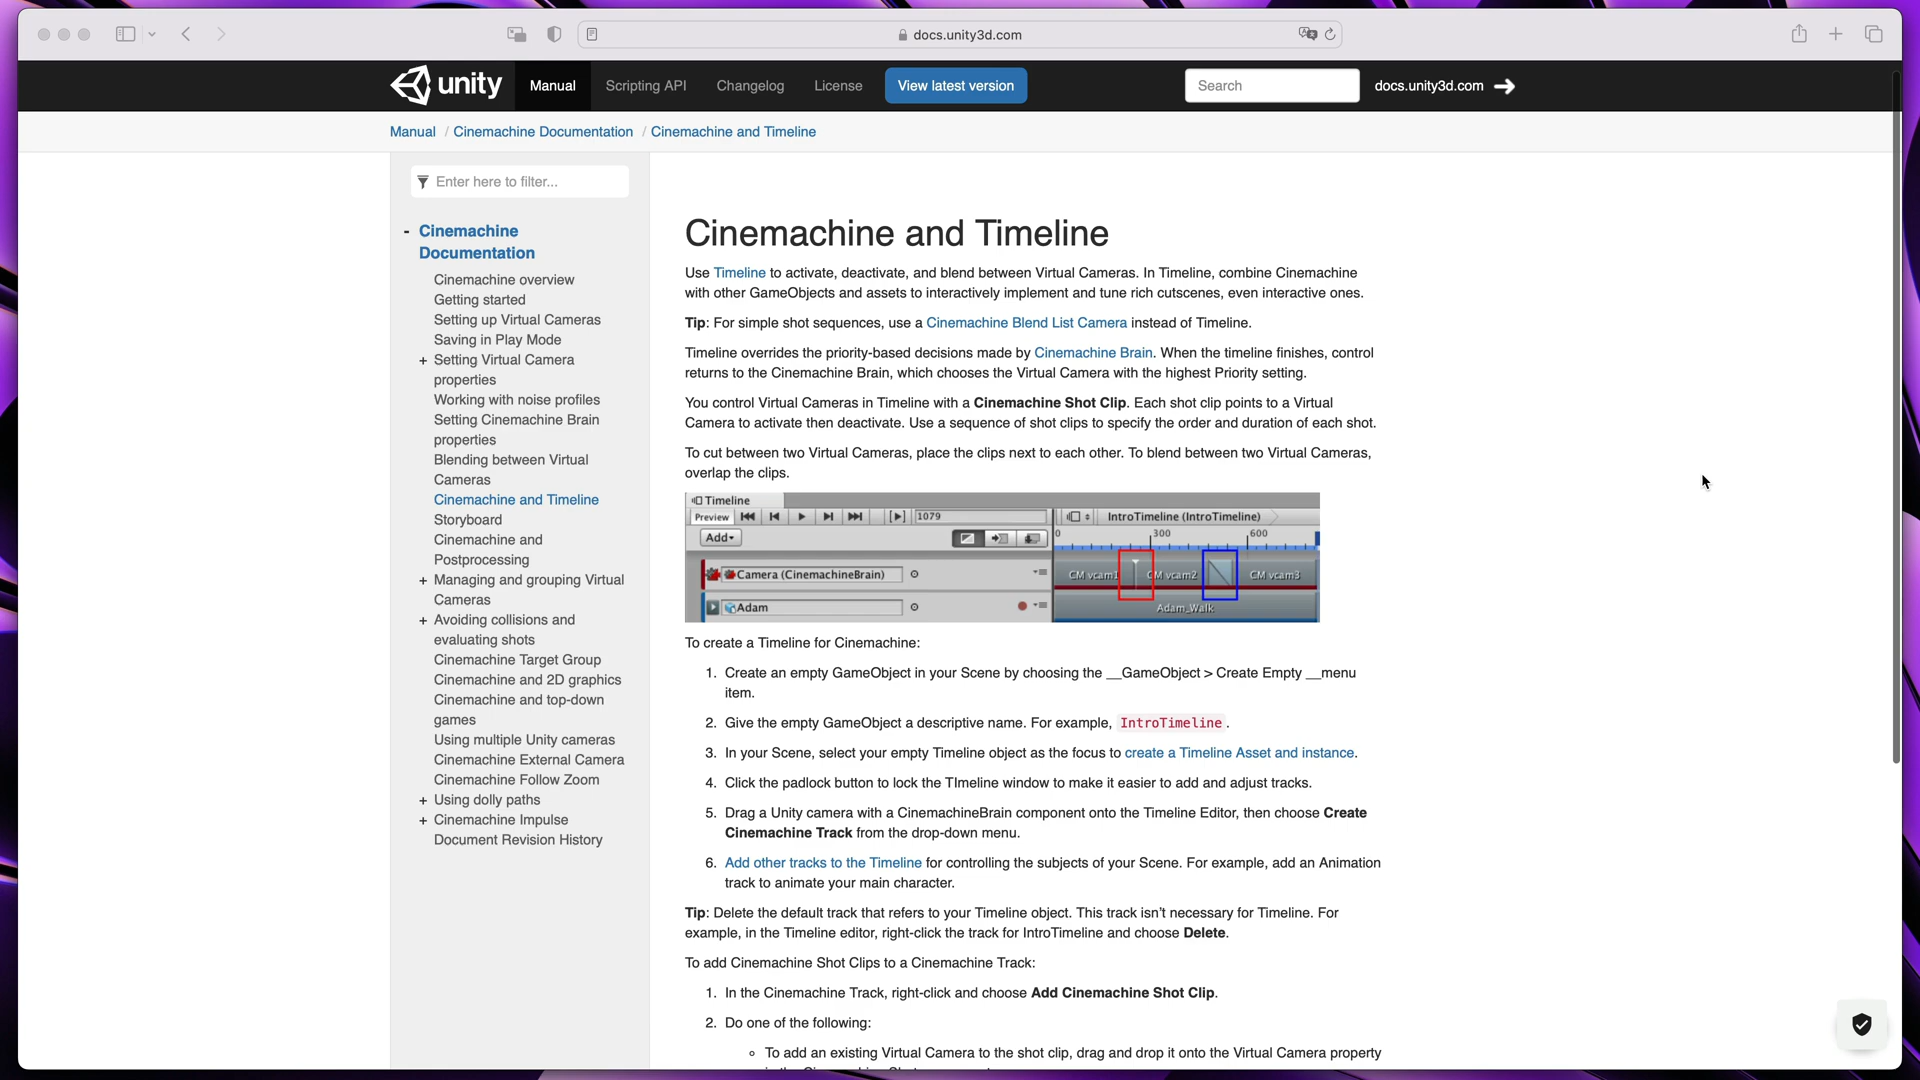 docs.unity3d.com
unity Manual Scripting API Changelog License View latest version Search docs.unity3d.com
Manual / Cinemachine Documentation / Cinemachine and Timeline
Enter here to filter...
- Cinemachine
Documentation
Cinemachine overview
Getting started
Setting up Virtual Cameras
Saving in Play Mode
+ Setting Virtual Camera
properties
Working with noise profiles
Setting Cinemachine Brain
properties
Blending between Virtual
Cameras
Cinemachine and Timeline
Storyboard
Cinemachine and
Postprocessing
+ Managing and grouping Virtual
Cameras
+ Avoiding collisions and
evaluating shots
Cinemachine Target Group
Cinemachine and 2D graphics
Cinemachine and top-down
games
Using multiple Unity cameras
Cinemachine External Camera
Cinemachine Follow Zoom
+ Using dolly paths
+ Cinemachine Impulse
Document Revision History
Cinemachine and Timeline
Use Timeline to activate, deactivate, and blend between Virtual Cameras. In Timeline, combine Cinemachine
with other GameObjects and assets to interactively implement and tune rich cutscenes, even interactive ones.
Tip: For simple shot sequences, use a Cinemachine Blend List Camera instead of Timeline.
Timeline overrides the priority-based decisions made by Cinemachine Brain. When the timeline finishes, control
returns to the Cinemachine Brain, which chooses the Virtual Camera with the highest Priority setting.
You control Virtual Cameras in Timeline with a Cinemachine Shot Clip. Each shot clip points to a Virtual
Camera to activate then deactivate. Use a sequence of shot clips to specify the order and duration of each shot.
To cut between two Virtual Cameras, place the clips next to each other. To blend between two Virtual Cameras,
overlap the clips.
Timeline
Preview 1079 IntroTimeline (IntroTimeline)
Add 0 300 600
Camera (CinemachineBrain) CM vcam1 CM vcam2 CM vcam3
Adam Adam_Walk
To create a Timeline for Cinemachine:
1. Create an empty GameObject in your Scene by choosing the __GameObject > Create Empty __menu
item.
2. Give the empty GameObject a descriptive name. For example, IntroTimeline.
3. In your Scene, select your empty Timeline object as the focus to create a Timeline Asset and instance.
4. Click the padlock button to lock the TImeline window to make it easier to add and adjust tracks.
5. Drag a Unity camera with a CinemachineBrain component onto the Timeline Editor, then choose Create
Cinemachine Track from the drop-down menu.
6. Add other tracks to the Timeline for controlling the subjects of your Scene. For example, add an Animation
track to animate your main character.
Tip: Delete the default track that refers to your Timeline object. This track isn't necessary for Timeline. For
example, in the Timeline editor, right-click the track for IntroTimeline and choose Delete.
To add Cinemachine Shot Clips to a Cinemachine Track:
1. In the Cinemachine Track, right-click and choose Add Cinemachine Shot Clip.
2. Do one of the following:
To add an existing Virtual Camera to the shot clip, drag and drop it onto the Virtual Camera property